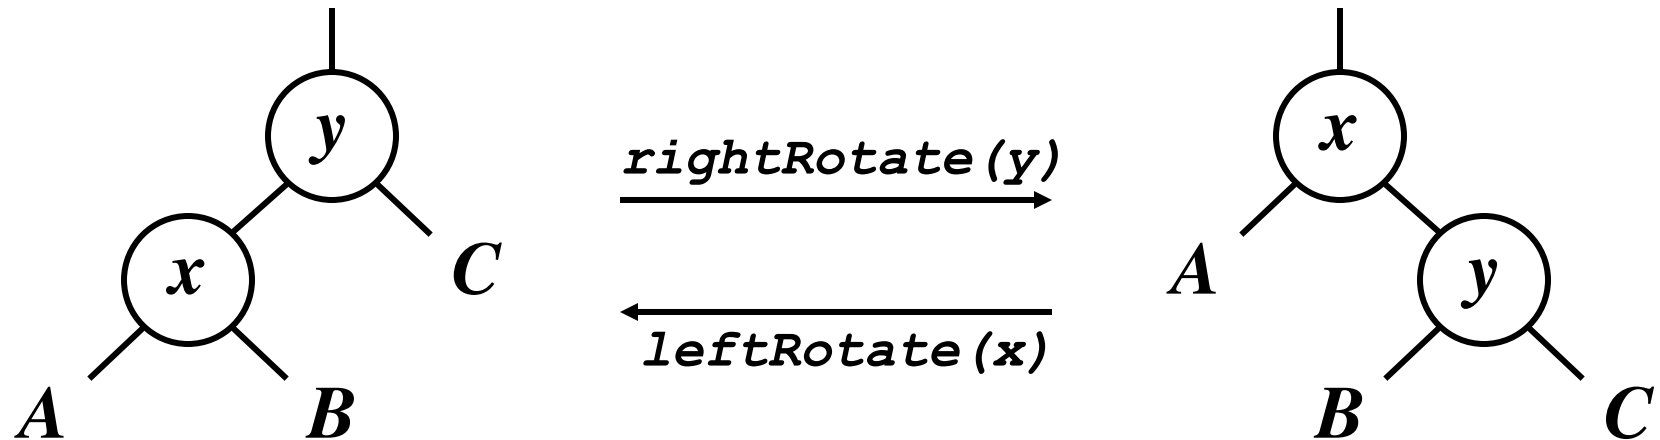 y
x
A
B
C
rightRotate(y)
leftRotate(x)
x
A
y
B
C